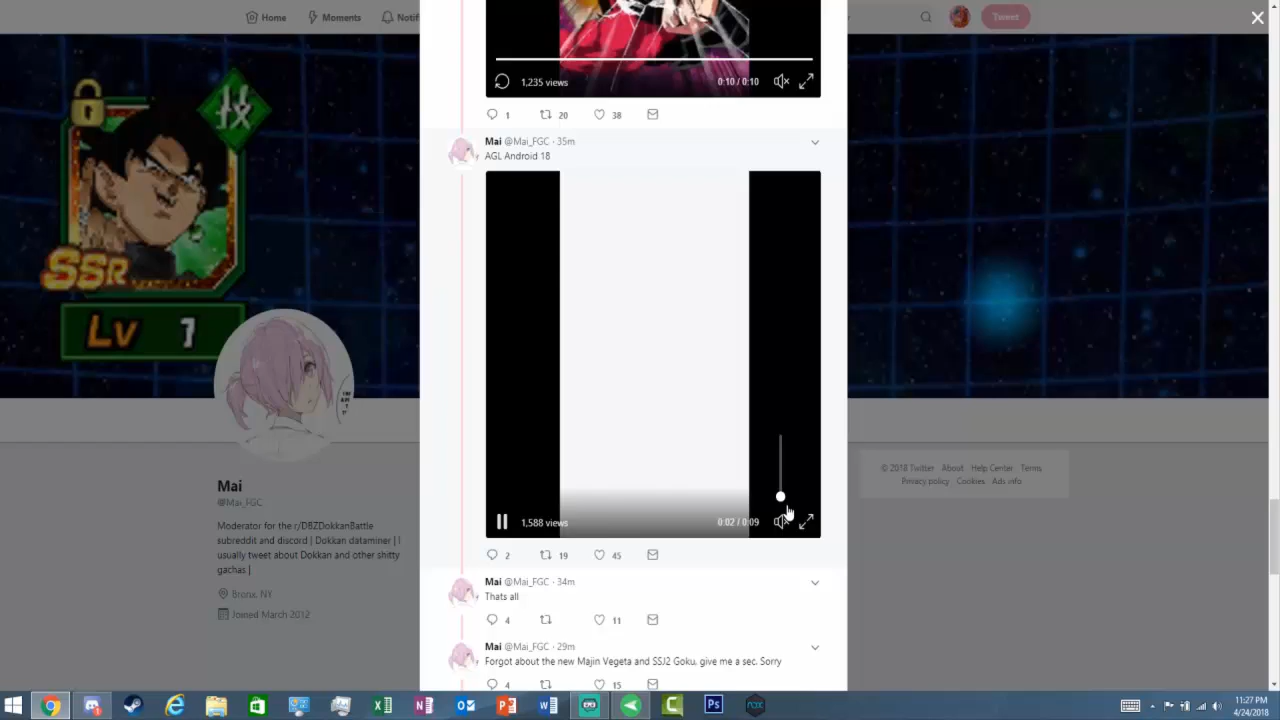 Home
Moments
Tweet
技
SSR
Lv 1
1,235 views
0:10 / 0:10
1
20
38
Mai @Mai_FGC · 35m
AGL Android 18
1,588 views
0:02 / 0:09
2
19
45
Mai @Mai_FGC · 34m
Thats all
4
11
Mai @Mai_FGC · 29m
Forgot about the new Majin Vegeta and SSJ2 Goku, give me a sec. Sorry
4
15
Mai
@Mai_FGC
Moderator for the r/DBZDokkanBattle
subreddit and discord | Dokkan dataminer | I
usually tweet about Dokkan and other shitty
gachas.|
Bronx, NY
Joined March 2012
© 2018 Twitter About Help Center Terms
Privacy policy Cookies Ads info
Ps
nox
11:27 PM
4/24/2018